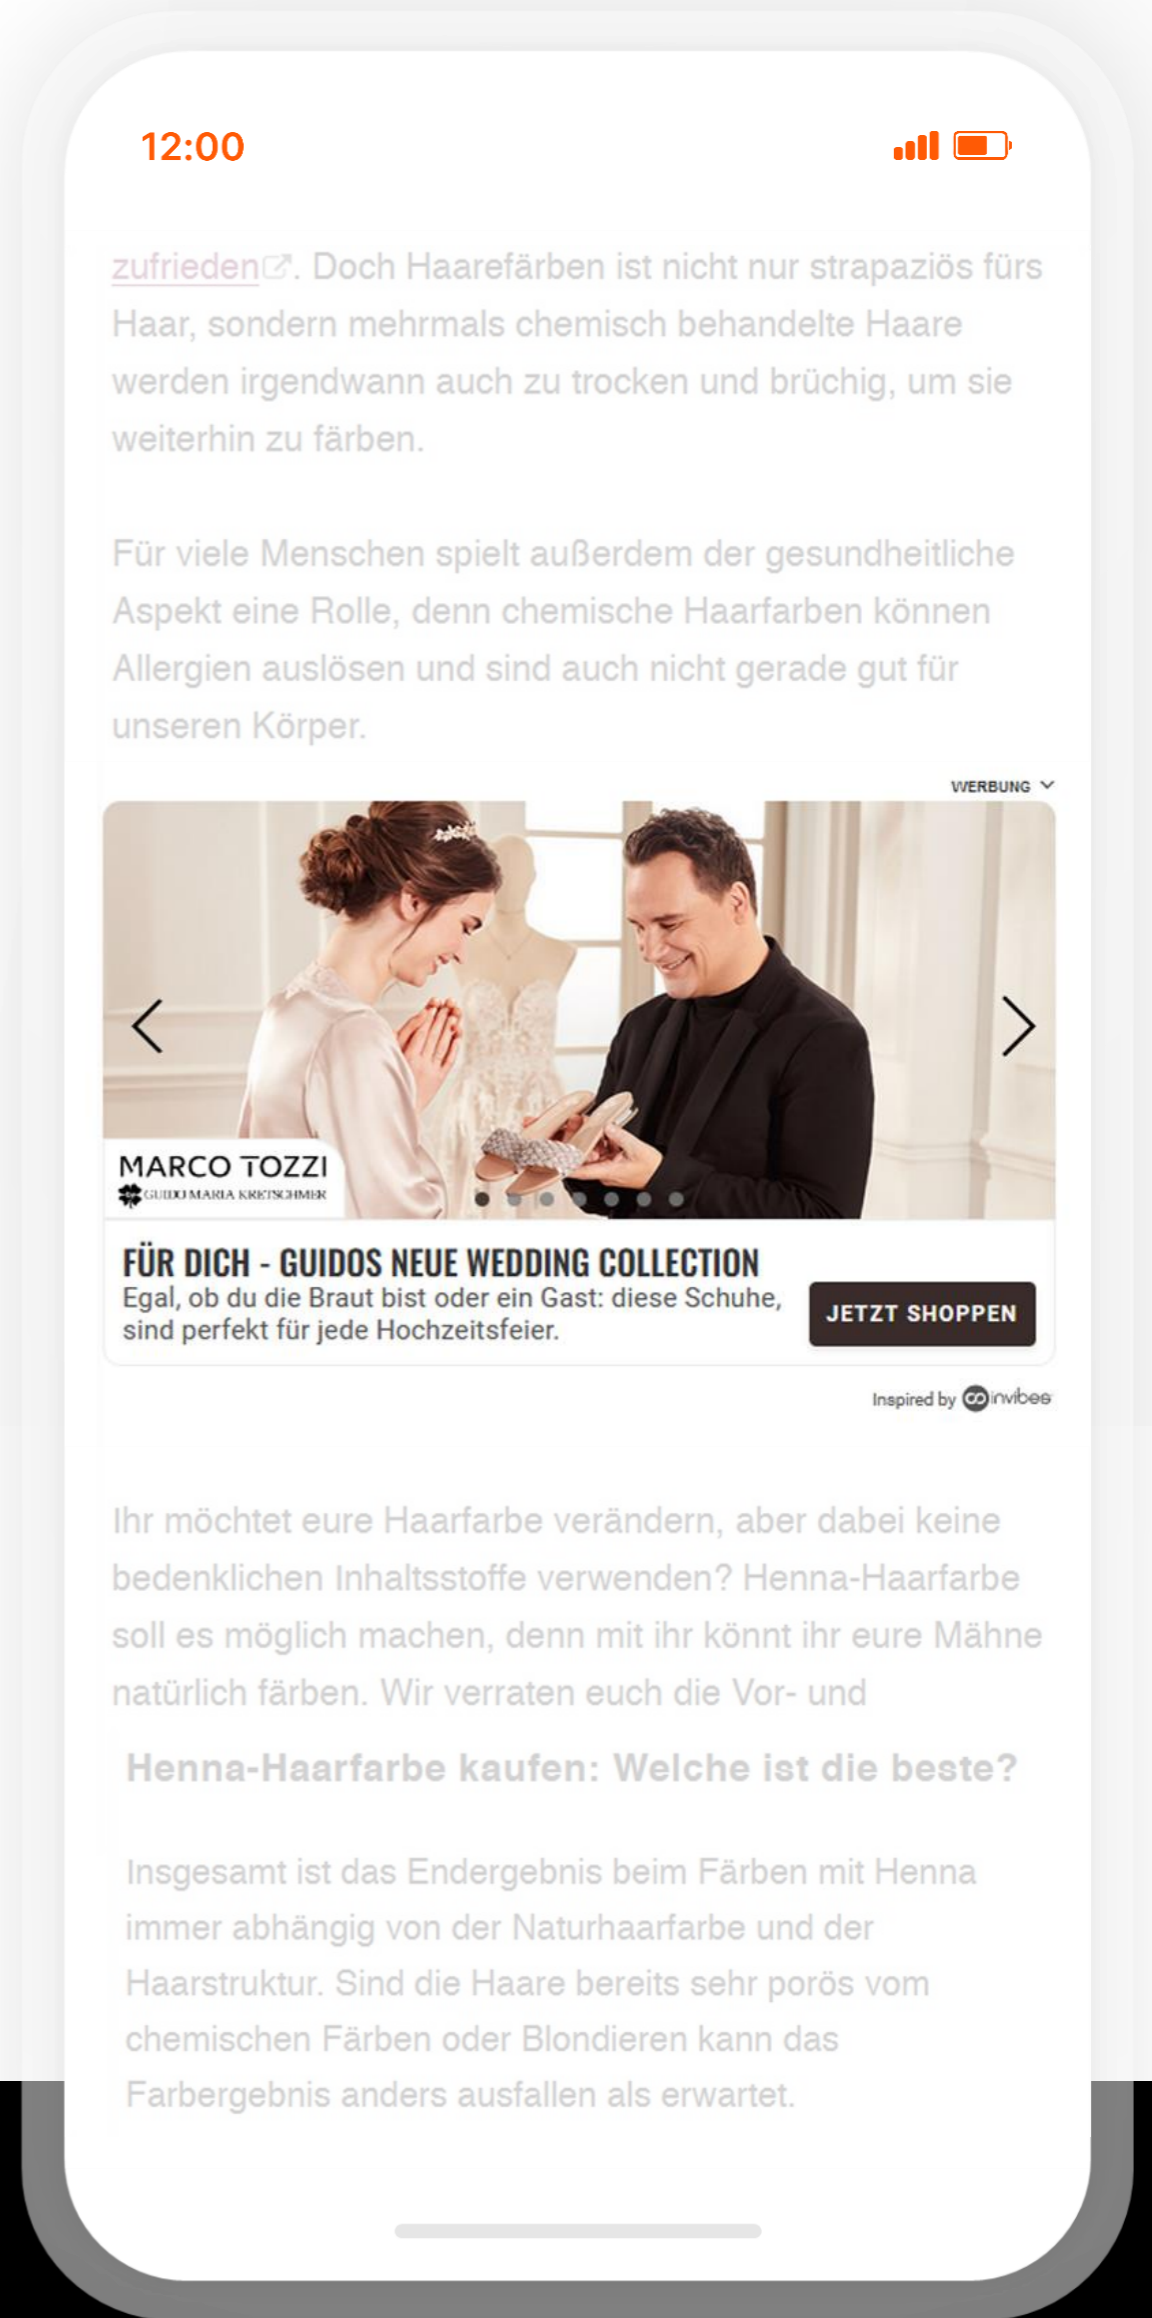 12:00
zufrieden. Doch Haarefärben ist nicht nur strapaziös fürs
Haar, sondern mehrmals chemisch behandelte Haare
werden irgendwann auch zu trocken und brüchig, um sie
weiterhin zu färben.
Für viele Menschen spielt außerdem der gesundheitliche
Aspekt eine Rolle, denn chemische Haarfarben können
Allergien auslösen und sind auch nicht gerade gut für
unseren Körper.
WERBUNG
MARCO TOZZI
GUIDO MARIA KRETSCHMER
FÜR DICH - GUIDOS NEUE WEDDING COLLECTION
Egal, ob du die Braut bist oder ein Gast: diese Schuhe,
sind perfekt für jede Hochzeitsfeier.
JETZT SHOPPEN
Inspired by invibes
Ihr möchtet eure Haarfarbe verändern, aber dabei keine
bedenklichen Inhaltsstoffe verwenden? Henna-Haarfarbe
soll es möglich machen, denn mit ihr könnt ihr eure Mähne
natürlich färben. Wir verraten euch die Vor- und
Henna-Haarfarbe kaufen: Welche ist die beste?
Insgesamt ist das Endergebnis beim Färben mit Henna
immer abhängig von der Naturhaarfarbe und der
Haarstruktur. Sind die Haare bereits sehr porös vom
chemischen Färben oder Blondieren kann das
Farbergebnis anders ausfallen als erwartet.